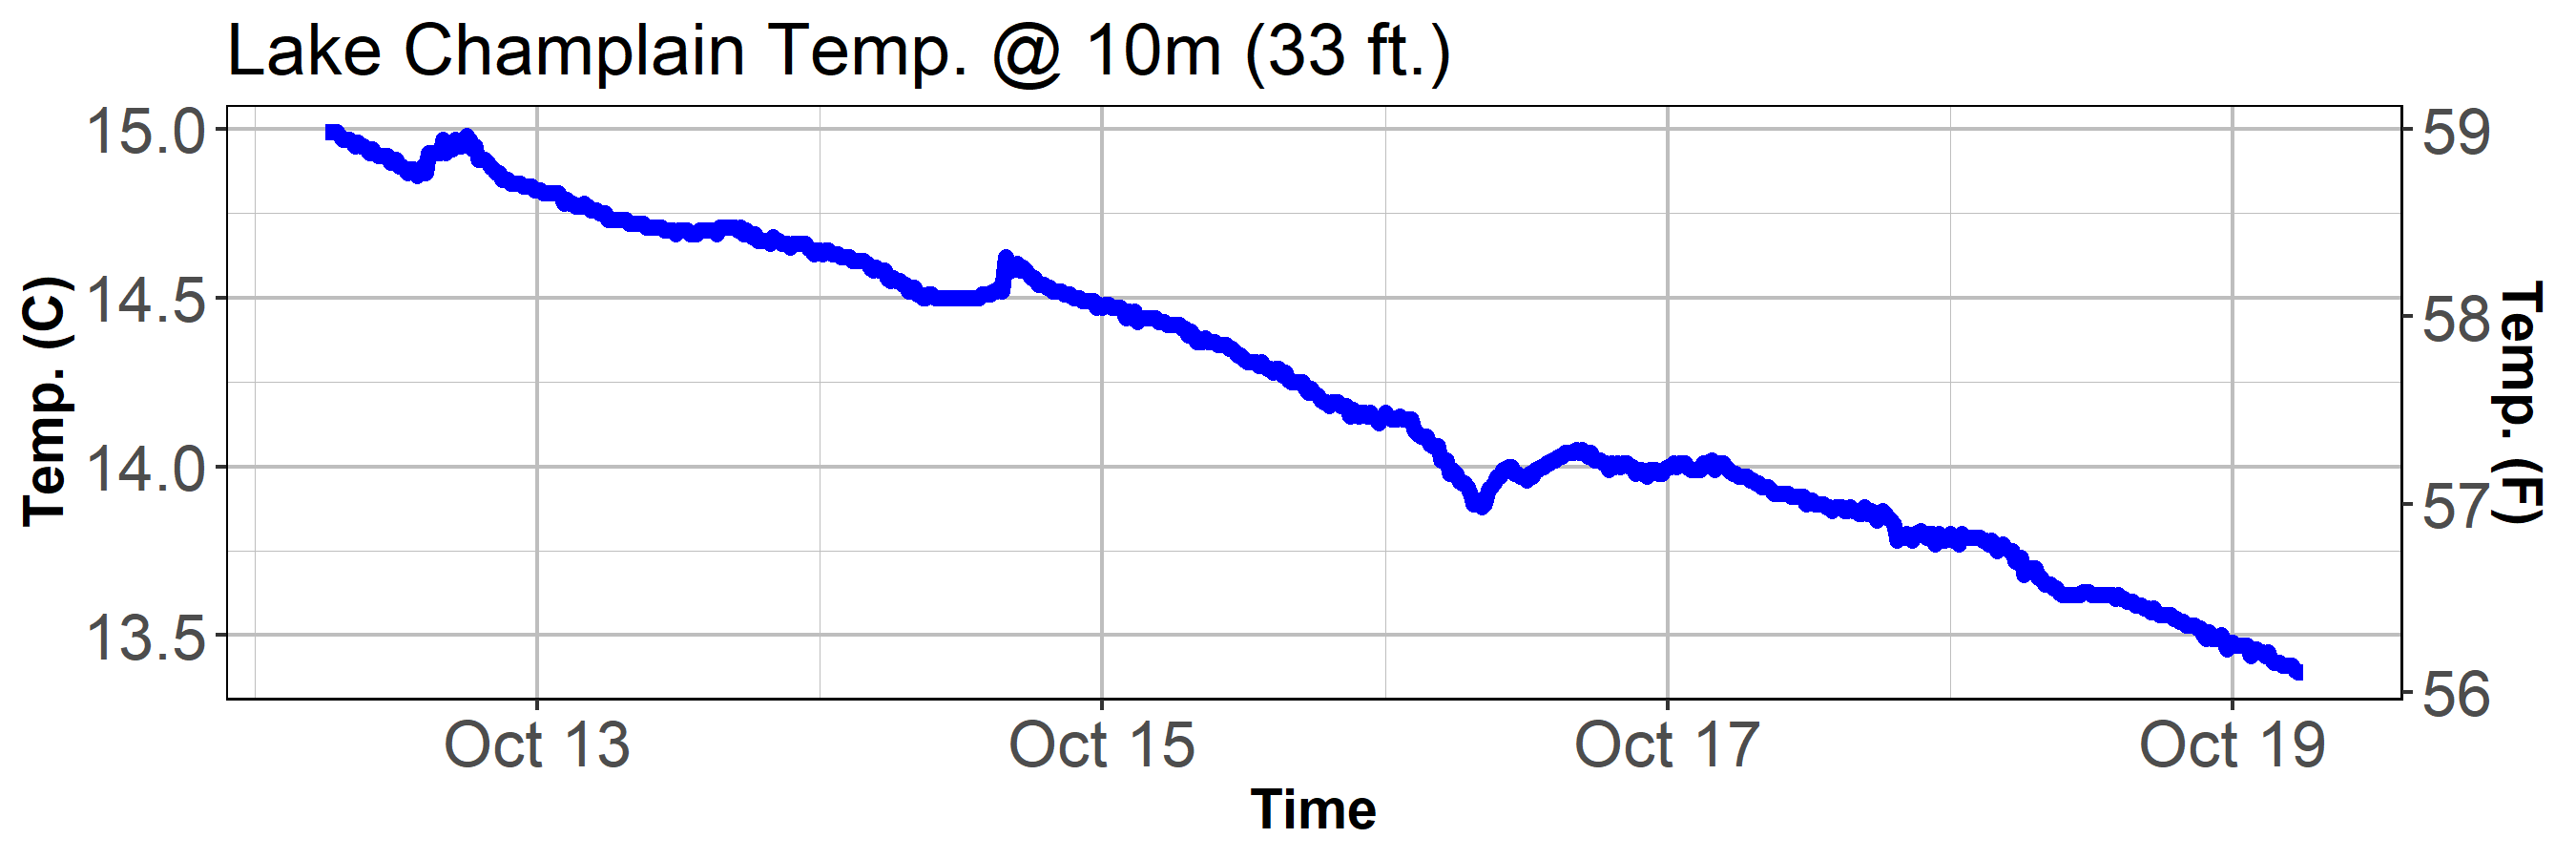 Lake Champlain Temp. @ 10m (33 ft.)
15.0
14.5
14.0
13.5
Temp. (C)
59
58
57
56
Temp. (F)
Oct 13 Oct 15 Oct 17 Oct 19
Time